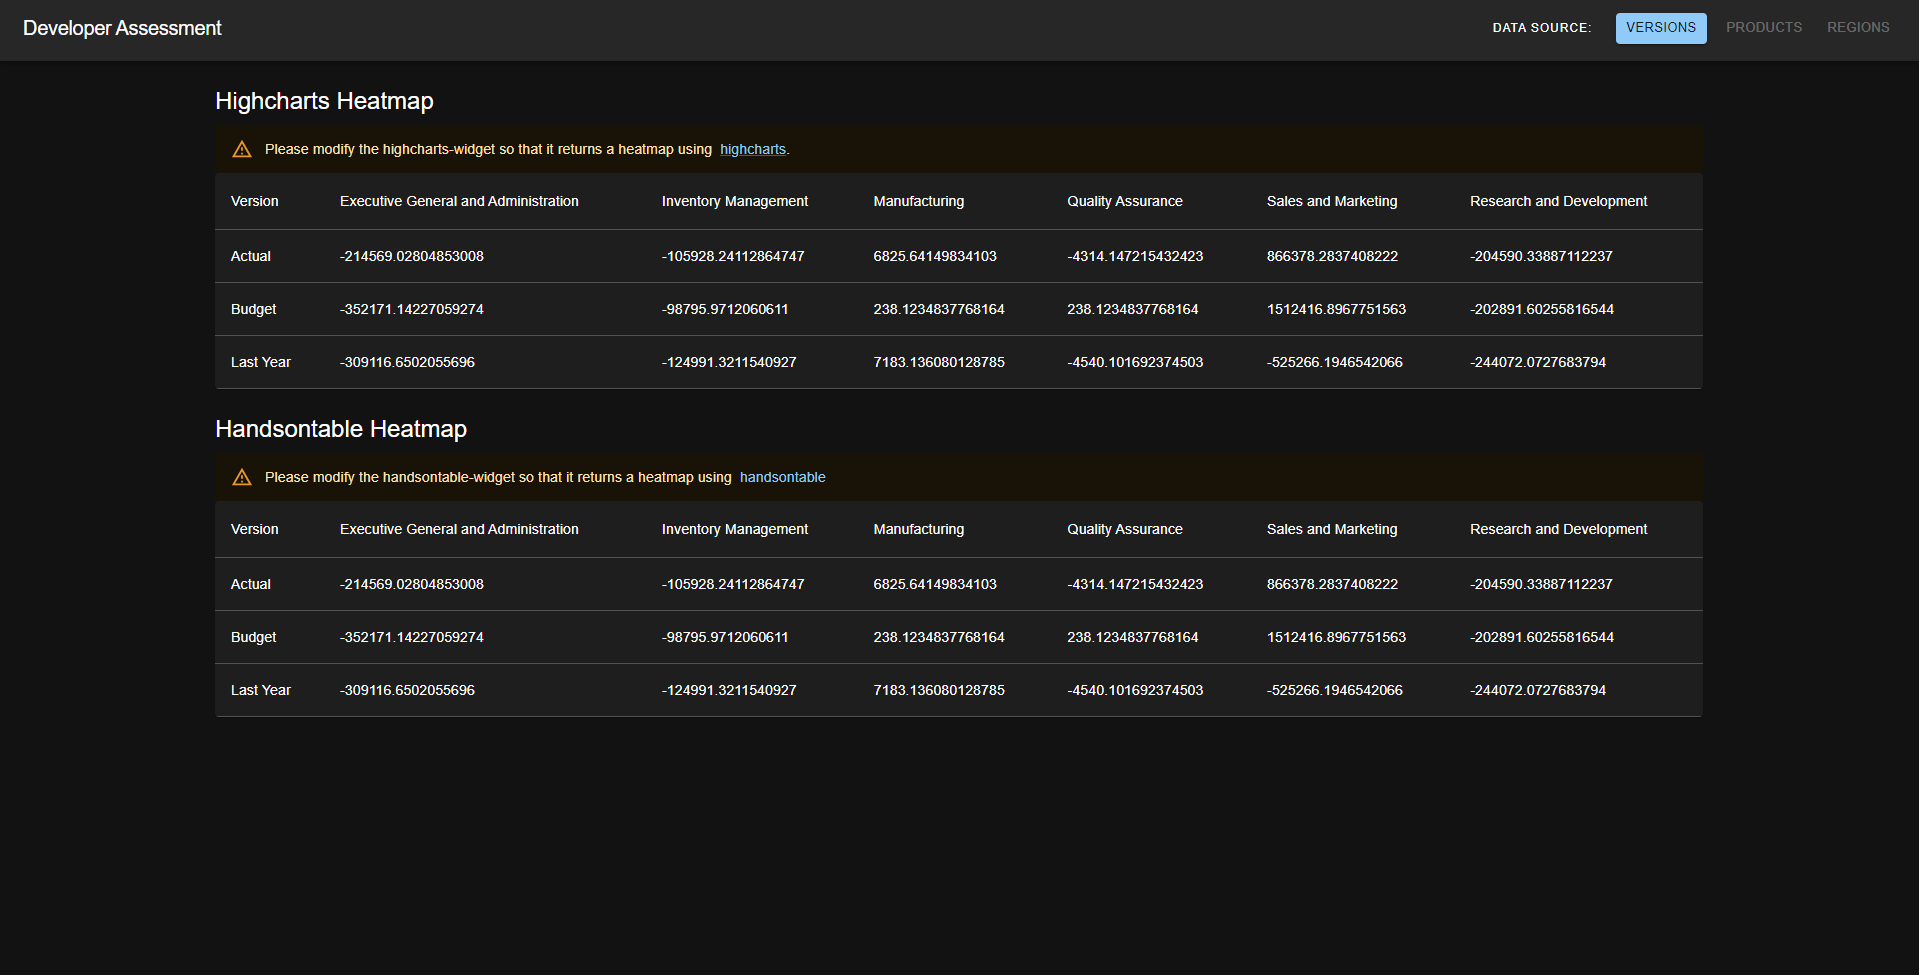 Developer Assessment DATA SOURCE: VERSIONS PRODUCTS REGIONS
Highcharts Heatmap
Please modify the highcharts-widget so that it returns a heatmap using highcharts.
Version Executive General and Administration Inventory Management Manufacturing Quality Assurance Sales and Marketing Research and Development
Actual -214569.02804853008 -105928.24112864747 6825.64149834103 -4314.147215432423 866378.2837408222 -204590.33887112237
Budget -352171.14227059274 -98795.9712060611 238.1234837768164 238.1234837768164 1512416.8967751563 -202891.60255816544
Last Year -309116.6502055696 -124991.3211540927 7183.136080128785 -4540.101692374503 -525266.1946542066 -244072.0727683794
Handsontable Heatmap
Please modify the handsontable-widget so that it returns a heatmap using handsontable
Version Executive General and Administration Inventory Management Manufacturing Quality Assurance Sales and Marketing Research and Development
Actual -214569.02804853008 -105928.24112864747 6825.64149834103 -4314.147215432423 866378.2837408222 -204590.33887112237
Budget -352171.14227059274 -98795.9712060611 238.1234837768164 238.1234837768164 1512416.8967751563 -202891.60255816544
Last Year -309116.6502055696 -124991.3211540927 7183.136080128785 -4540.101692374503 -525266.1946542066 -244072.0727683794